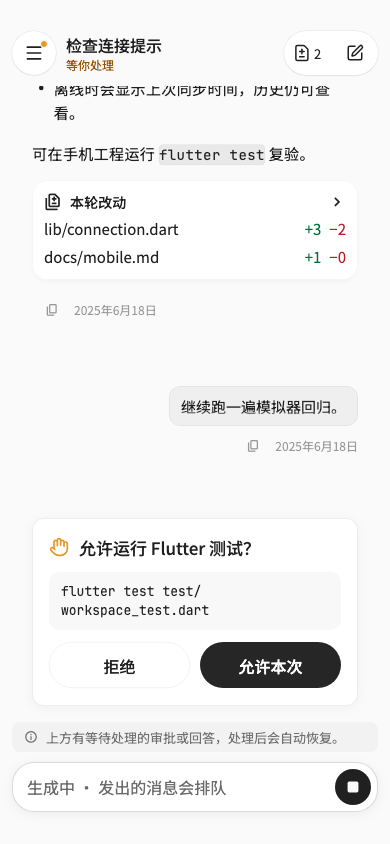 检查连接提示
等你处理
2
• 离线时会显示上次同步时间，历史仍可查
看。
可在手机工程运行 flutter test 复验。
本轮改动
lib/connection.dart +3 −2
docs/mobile.md +1 −0
2025年6月18日
继续跑一遍模拟器回归。
2025年6月18日
允许运行 Flutter 测试？
flutter test test/
workspace_test.dart
拒绝 允许本次
上方有等待处理的审批或回答，处理后会自动恢复。
生成中 · 发出的消息会排队